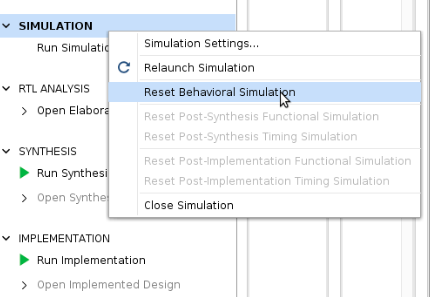 SIMULATION
Run Simulatio
Simulation Settings...
Relaunch Simulation
Reset Behavioral Simulation
Reset Post-Synthesis Functional Simulation
Reset Post-Synthesis Timing Simulation
Reset Post-Implementation Functional Simulation
Reset Post-Implementation Timing Simulation
Close Simulation
RTL ANALYSIS
Open Elabora
SYNTHESIS
Run Synthesi
Open Synthes
IMPLEMENTATION
Run Implementation
Open Implemented Design